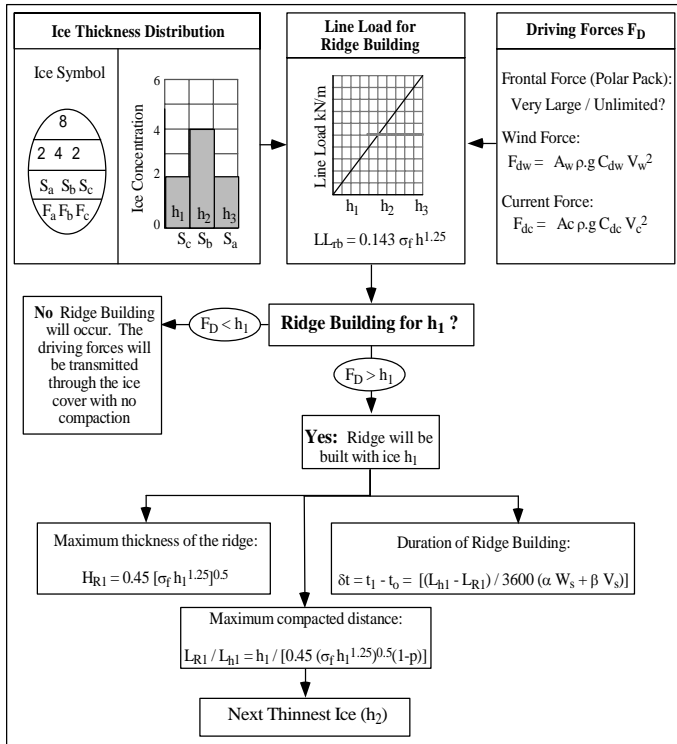 Ice Thickness Distribution
Ice Symbol
8
2 4 2
Sa Sb Sc
Fa Fb Fc
Ice Concentration
6
4
2
0
h1 h2 h3
Sc Sb Sa
Line Load for
Ridge Building
Line Load kN/m
h1 h2 h3
LLrb = 0.143 σf h^1.25
Driving Forces FD
Frontal Force (Polar Pack):
Very Large / Unlimited?
Wind Force:
Fdw = Aw ρ.g Cdw Vw^2
Current Force:
Fdc = Ac ρ.g Cdc Vc^2
No Ridge Building
will occur. The
driving forces will
be transmitted
through the ice
cover with no
compaction
FD < h1
Ridge Building for h1 ?
FD > h1
Yes: Ridge will be
built with ice h1
Maximum thickness of the ridge:
HR1 = 0.45 [σf h1^1.25]^0.5
Duration of Ridge Building:
δt = t1 - to = [(Lh1 - LR1) / 3600 (α Ws + β Vs)]
Maximum compacted distance:
LR1 / Lh1 = h1 / [0.45 (σf h1^1.25)^0.5 (1-p)]
Next Thinnest Ice (h2)